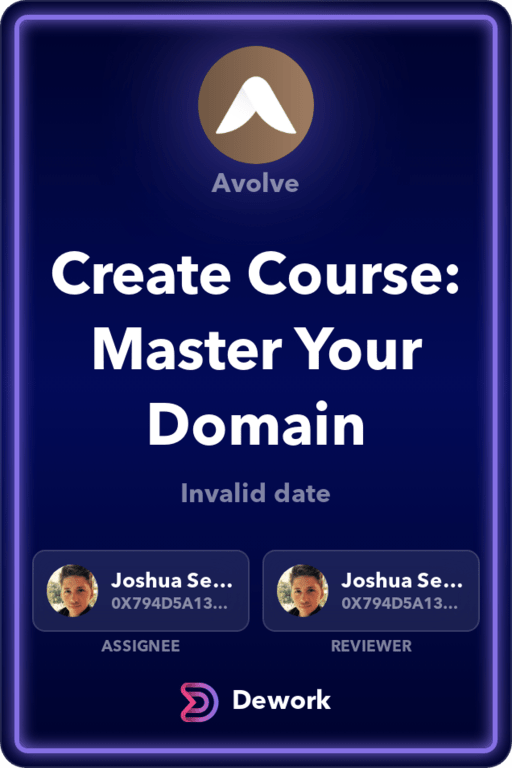 Avolve
Create Course:
Master Your
Domain
Invalid date
Joshua Se...
0X794D5A13...
ASSIGNEE
Joshua Se...
0X794D5A13...
REVIEWER
Dework